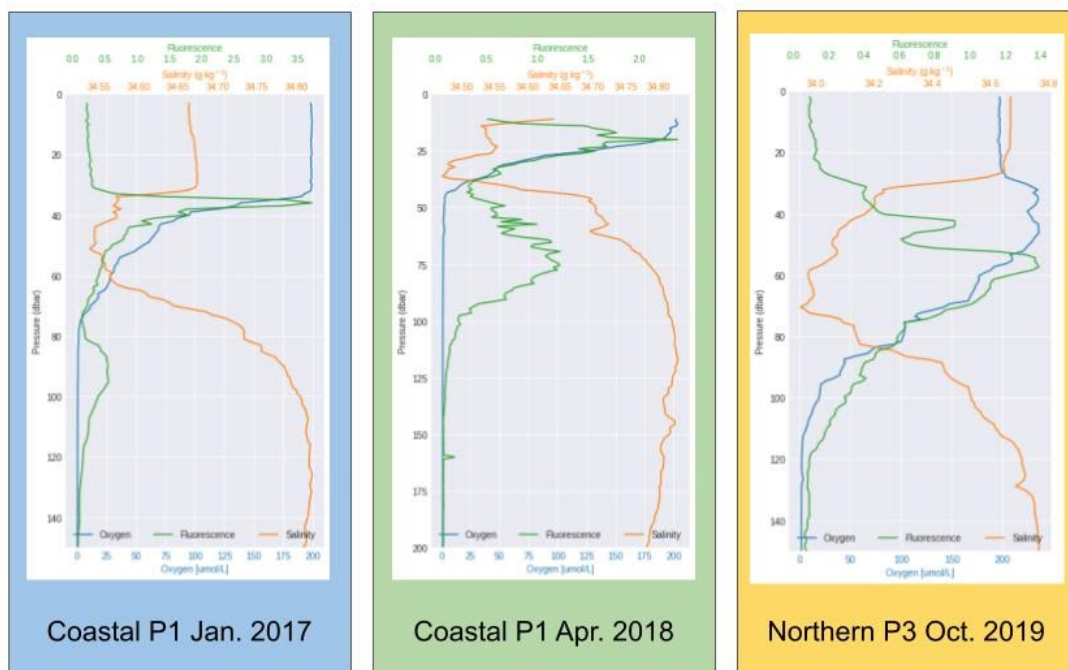 Fluorescence
0.0 0.5 1.0 1.5 2.0 2.5 3.0 3.5
Salinity (g kg⁻¹)
34.55 34.60 34.65 34.70 34.75 34.80
0
20
40
60
80
100
120
140
Pressure (dbar)
Oxygen Fluorescence Salinity
0 25 50 75 100 125 150 175 200
Oxygen [umol/L]
Coastal P1 Jan. 2017
Fluorescence
0.5 1.0 1.5 2.0
Salinity (g kg⁻¹)
34.50 34.55 34.60 34.65 34.70 34.75 34.80
0
25
50
75
100
125
150
175
200
Pressure (dbar)
Oxygen Fluorescence Salinity
0 25 50 75 100 125 150 175 200
Oxygen [umol/L]
Coastal P1 Apr. 2018
Fluorescence
0.0 0.2 0.4 0.6 0.8 1.0 1.2 1.4
Salinity (g kg⁻¹)
34.0 34.2 34.4 34.6 34.8
0
20
40
60
80
100
120
140
Pressure (dbar)
Oxygen Fluorescence Salinity
0 50 100 150 200
Oxygen [umol/L]
Northern P3 Oct. 2019